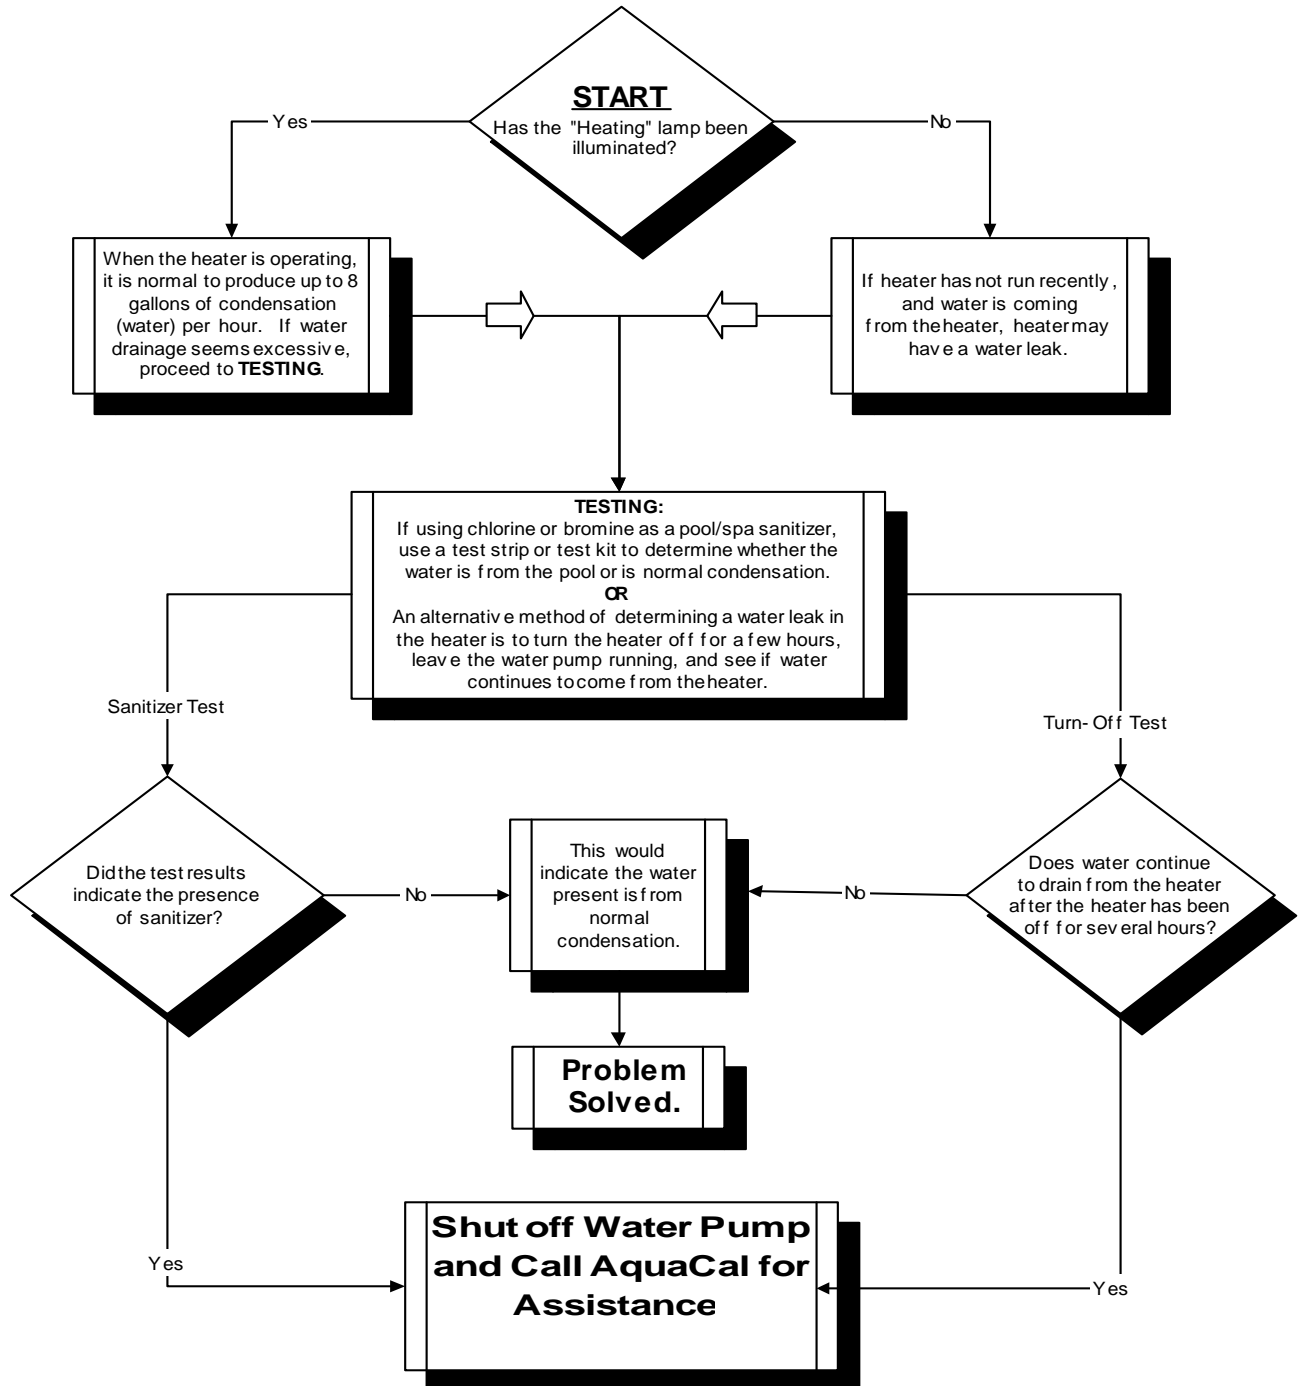 START
Has the "Heating" lamp been
illuminated?
Yes
No
When the heater is operating,
it is normal to produce up to 8
gallons of condensation
(water) per hour. If water
drainage seems excessive,
proceed to TESTING.
If heater has not run recently,
and water is coming
from the heater, heater may
have a water leak.
TESTING:
If using chlorine or bromine as a pool/spa sanitizer,
use a test strip or test kit to determine whether the
water is from the pool or is normal condensation.
OR
An alternative method of determining a water leak in
the heater is to turn the heater off for a few hours,
leave the water pump running, and see if water
continues to come from the heater.
Sanitizer Test
Turn-Off Test
Did the test results
indicate the presence
of sanitizer?
No
This would
indicate the water
present is from
normal
condensation.
No
Does water continue
to drain from the heater
after the heater has been
off for several hours?
Problem
Solved.
Yes
Shut off Water Pump
and Call AquaCal for
Assistance
Yes